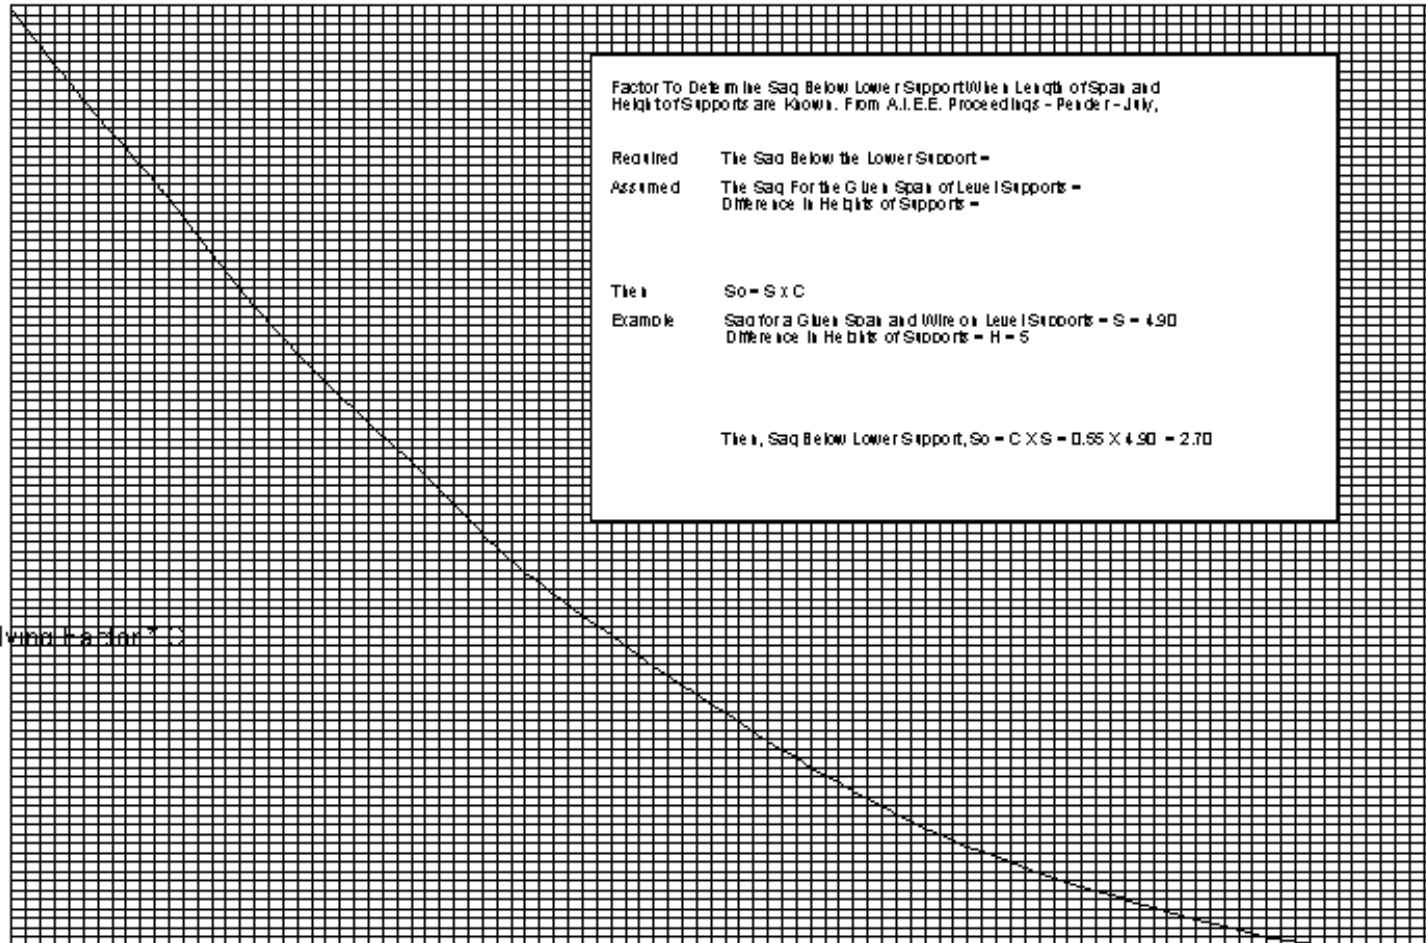 Factor To Determine Sag Below Lower Support When Length of Span and
Height of Supports are Known. From A.I.E.E. Proceedings - Pender - July,
Required The Sag Below the Lower Support =
Assumed The Sag For the Given Span of Level Supports =
Difference in Heights of Supports =
Then So = S x C
Example Sag for a Given Span and Wire on Level Supports = S = 4.90
Difference in Heights of Supports = H = 5
Then, Sag Below Lower Support, So = C X S = 0.55 X 4.90 = 2.70
lying Factor " C